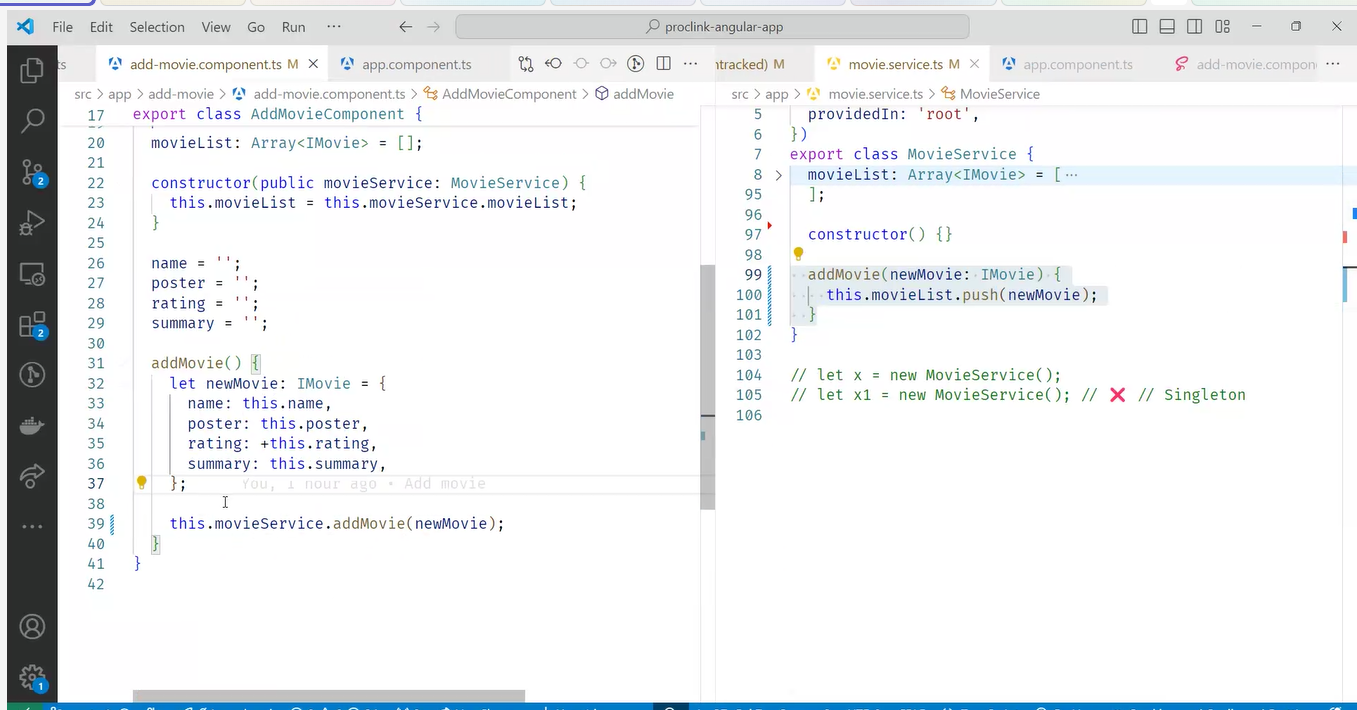 File Edit Selection View Go Run ··· proclink-angular-app
ts add-movie.component.ts M app.component.ts ntracked) M movie.service.ts M app.component.ts add-movie.compon
src > app > add-movie > add-movie.component.ts > AddMovieComponent > addMovie
src > app > movie.service.ts > MovieService
17 export class AddMovieComponent {
20 movieList: Array<IMovie> = [];
21
22 constructor(public movieService: MovieService) {
23 this.movieList = this.movieService.movieList;
24 }
25
26 name = '';
27 poster = '';
28 rating = '';
29 summary = '';
30
31 addMovie() {
32 let newMovie: IMovie = {
33 name: this.name,
34 poster: this.poster,
35 rating: +this.rating,
36 summary: this.summary,
37 }; You, 1 hour ago • Add movie
38
39 this.movieService.addMovie(newMovie);
40 }
41 }
42
5 providedIn: 'root',
6 })
7 export class MovieService {
8 movieList: Array<IMovie> = [ ···
95 ];
96
97 constructor() {}
98
99 addMovie(newMovie: IMovie) {
100 this.movieList.push(newMovie);
101 }
102 }
103
104 // let x = new MovieService();
105 // let x1 = new MovieService(); // ❌ // Singleton
106
2
2
1